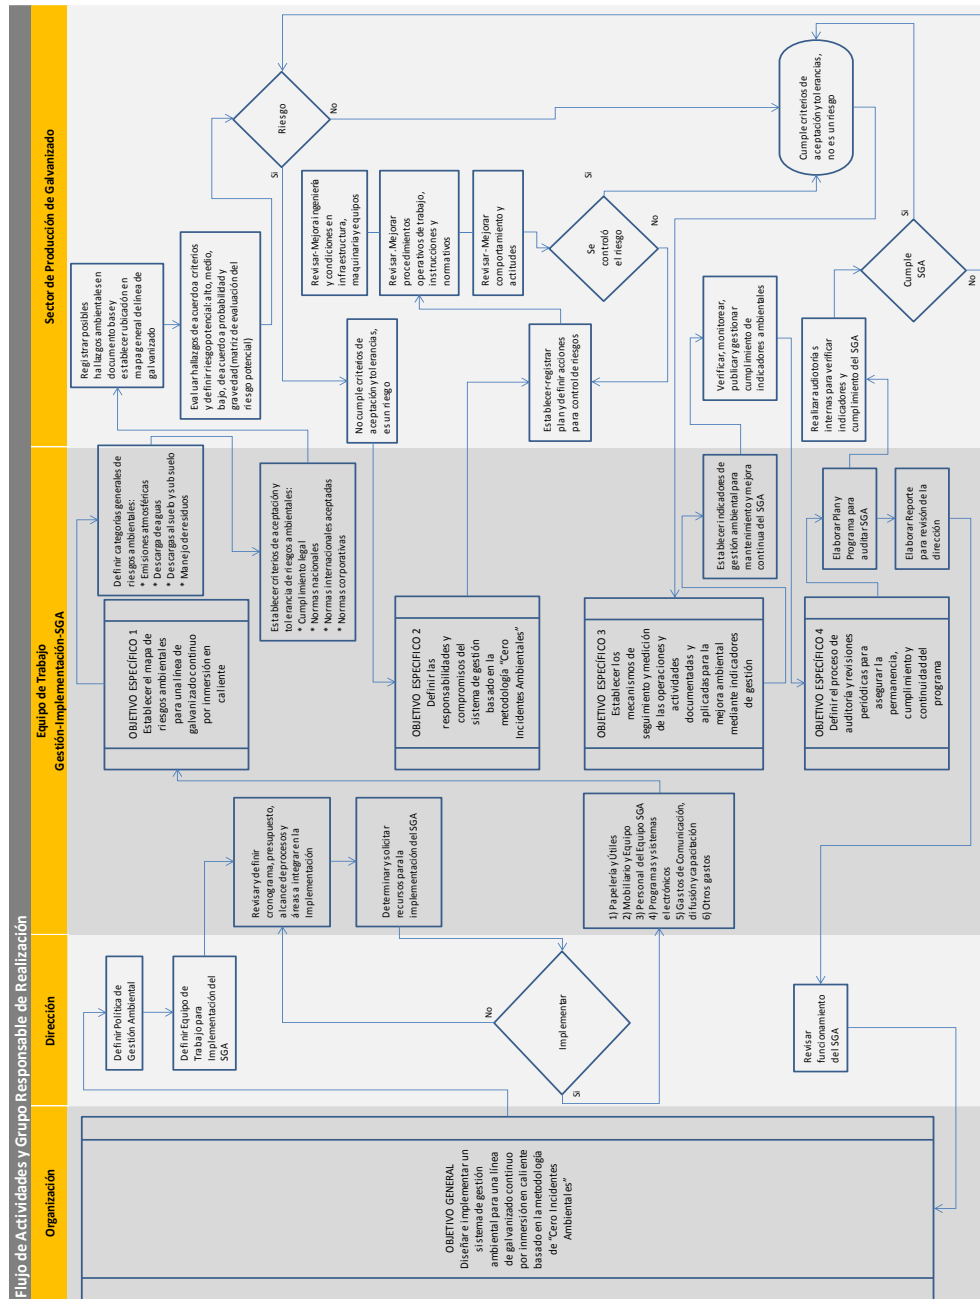 Flujo de Actividades y Grupo Responsable de Realización
Organización
Dirección
Equipo de Trabajo
Gestión-Implementación-SGA
Sector de Producción de Galvanizado
OBJETIVO GENERAL
Diseñar e implementar un
sistema de gestión
ambiental para una línea
de galvanizado continuo
por inmersión en caliente
basado en la metodología
de "Cero Incidentes
Ambientales"
Definir Política de
Gestión Ambiental
Definir Equipo de
Trabajo para
Implementación del
SGA
Revisar y definir
cronograma, presupuesto,
alcance de procesos y
áreas a integrar en la
Implementación
Determinar y solicitar
recursos para la
implementación del SGA
Implementar
No
Si
1) Papelería y Útiles
2) Mobiliario y Equipo
3) Personal del Equipo SGA
4) Programas y sistemas
electrónicos
5) Gastos de Comunicación,
difusión y capacitación
6) Otros gastos
OBJETIVO ESPECÍFICO 1
Establecer el mapa de
riesgos ambientales
para una línea de
galvanizado continuo
por inmersión en
caliente
Definir categorías generales de
riesgos ambientales:
* Emisiones atmosféricas
* Descarga de aguas
* Descargas al suelo y subsuelo
* Manejo de residuos
Establecer criterios de aceptación y
tolerancia de riesgos ambientales:
* Cumplimiento legal
* Normas nacionales
* Normas internacionales aceptadas
* Normas corporativas
Registrar posibles
hallazgos ambientales en
documento base y
establecer ubicación en
mapa general de línea de
galvanizado
Evaluar hallazgos de acuerdo a criterios
y definir riesgo potencial: alto, medio,
bajo, de acuerdo a probabilidad y
gravedad (matriz de evaluación del
riesgo potencial)
Riesgo
Si
No
No cumple criterios de
aceptación y tolerancias,
es un riesgo
OBJETIVO ESPECÍFICO 2
Definir las
responsabilidades y
compromisos del
sistema de gestión
basado en la
metodología "Cero
Incidentes Ambientales"
Establecer-registrar
plan y definir acciones
para control de riesgos
Revisar-Mejora ingeniería
y condiciones en
infraestructura,
maquinaria y equipos
Revisar-Mejorar
procedimientos
operativos de trabajo,
instrucciones y
normativos
Revisar-Mejorar
comportamiento y
actitudes
Se
controló
el riesgo
Si
No
Cumple criterios de
aceptación y tolerancias,
no es un riesgo
OBJETIVO ESPECÍFICO 3
Establecer los
mecanismos de
seguimiento y medición
de las operaciones y
actividades
documentadas y
aplicadas para la
mejora ambiental
mediante indicadores
de gestión
Establecer indicadores de
gestión ambiental para
mantenimiento y mejora
continua del SGA
Verificar, monitorear,
publicar y gestionar
cumplimiento de
indicadores ambientales
OBJETIVO ESPECÍFICO 4
Definir el proceso de
auditoría y revisiones
periódicas para
asegurar la
permanencia,
cumplimiento y
continuidad del
programa
Elaborar Plan y
Programa para
auditar SGA
Realizar audiotorías
internas para verificar
indicadores y
cumplimiento del SGA
Cumple
SGA
Si
No
Elaborar Reporte
para revisión de la
dirección
Revisar
funcionamiento
del SGA